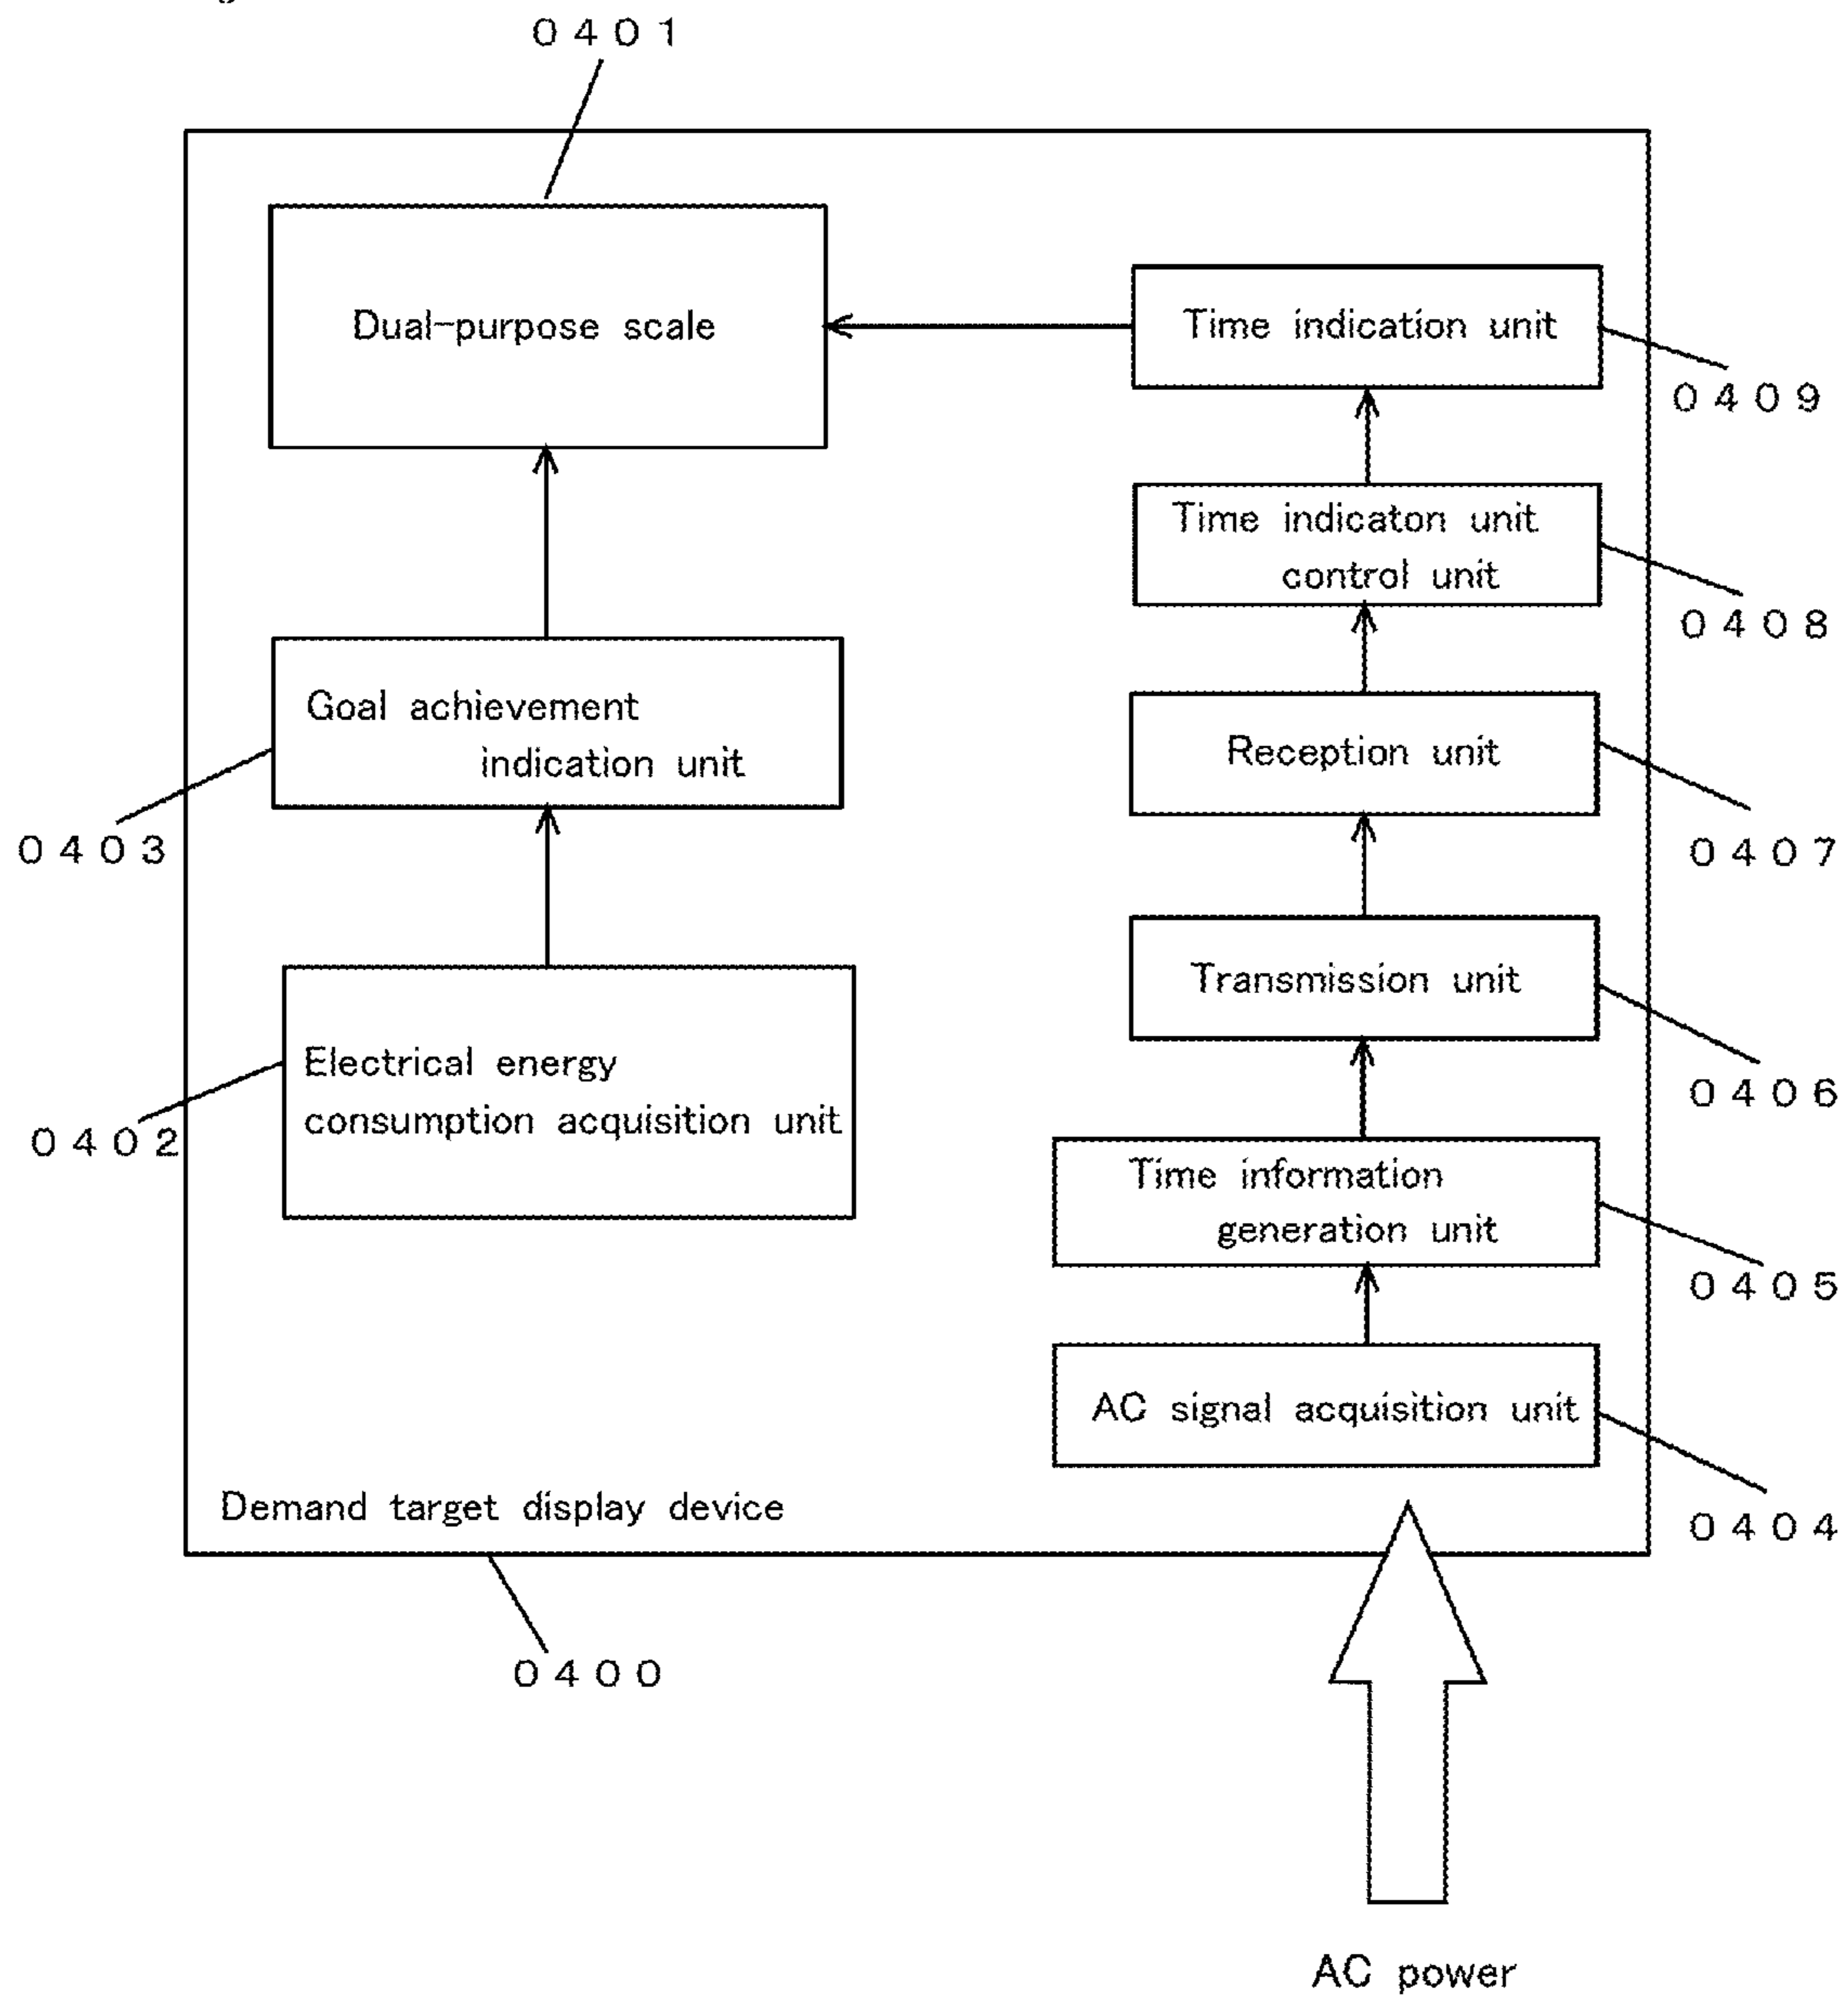 0401
Dual-purpose scale
Time indication unit
0409
Time indicaton unit
control unit
0408
Goal achievement
indication unit
0403
Reception unit
0407
Transmission unit
0406
Electrical energy
consumption acquisition unit
0402
Time information
generation unit
0405
AC signal acquisition unit
0404
Demand target display device
0400
AC power